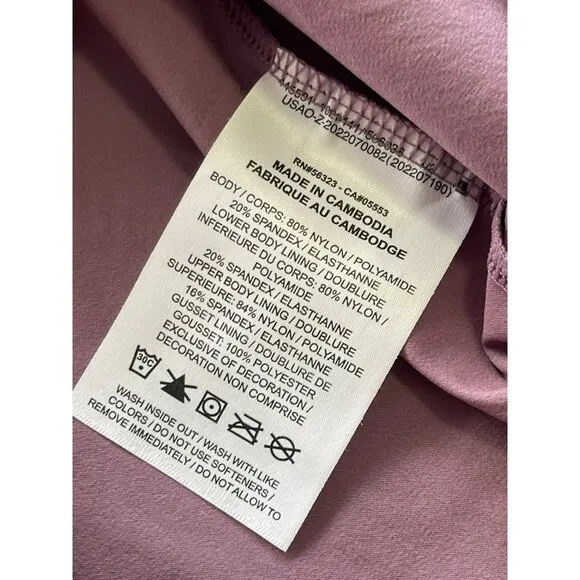 USAO-Z-2022070082(202207190)
RN#56323 - CA#05553
MADE IN CAMBODIA
FABRIQUE AU CAMBODGE
BODY / CORPS: 80% NYLON / POLYAMIDE
20% SPANDEX / ELASTHANNE
LOWER BODY LINING / DOUBLURE
INFERIEURE DU CORPS: 80% NYLON /
POLYAMIDE
20% SPANDEX / ELASTHANNE
UPPER BODY LINING / DOUBLURE
SUPERIEURE: 84% NYLON / POLYAMIDE
16% SPANDEX / ELASTHANNE
GUSSET LINING / DOUBLURE DE
GOUSSET: 100% POLYESTER
EXCLUSIVE OF DECORATION /
DECORATION NON COMPRISE
30C
WASH INSIDE OUT / WASH WITH LIKE
COLORS / DO NOT USE SOFTENERS /
REMOVE IMMEDIATELY / DO NOT ALLOW TO